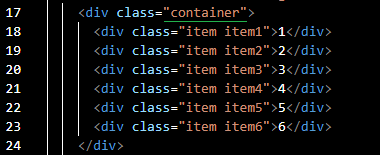 17 <div class="container">
18 <div class="item item1">1</div>
19 <div class="item item2">2</div>
20 <div class="item item3">3</div>
21 <div class="item item4">4</div>
22 <div class="item item5">5</div>
23 <div class="item item6">6</div>
24 </div>